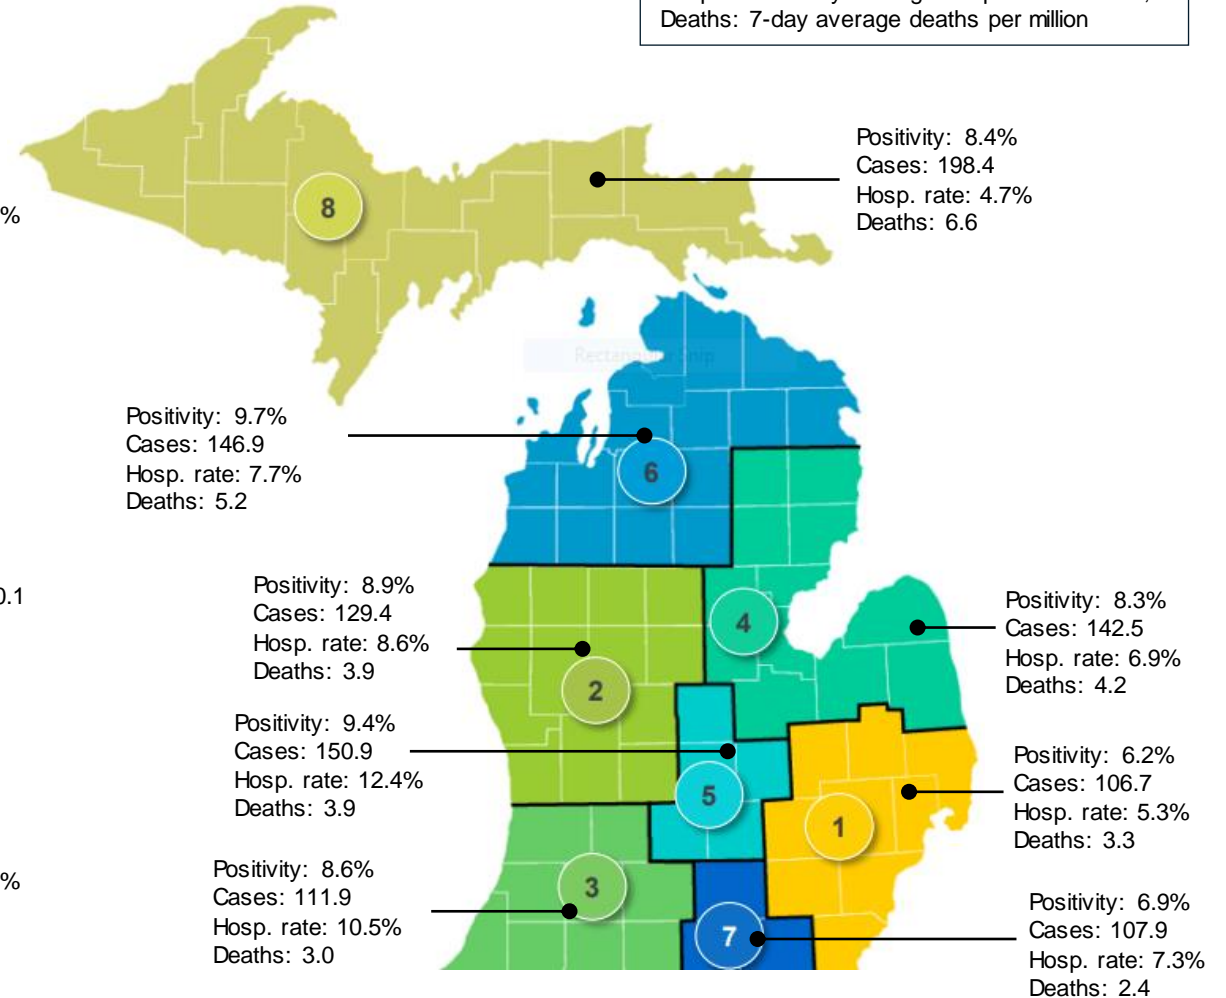 Deaths: 7-day average deaths per million
Positivity: 8.4%
Cases: 198.4
Hosp. rate: 4.7%
Deaths: 6.6
8
%
Rectangular Snip
Positivity: 9.7%
Cases: 146.9
Hosp. rate: 7.7%
Deaths: 5.2
6
Positivity: 8.9%
Cases: 129.4
Hosp. rate: 8.6%
Deaths: 3.9
0.1
4
Positivity: 8.3%
Cases: 142.5
Hosp. rate: 6.9%
Deaths: 4.2
2
Positivity: 9.4%
Cases: 150.9
Hosp. rate: 12.4%
Deaths: 3.9
5
Positivity: 6.2%
Cases: 106.7
Hosp. rate: 5.3%
Deaths: 3.3
1
Positivity: 8.6%
Cases: 111.9
Hosp. rate: 10.5%
Deaths: 3.0
3
%
7
Positivity: 6.9%
Cases: 107.9
Hosp. rate: 7.3%
Deaths: 2.4